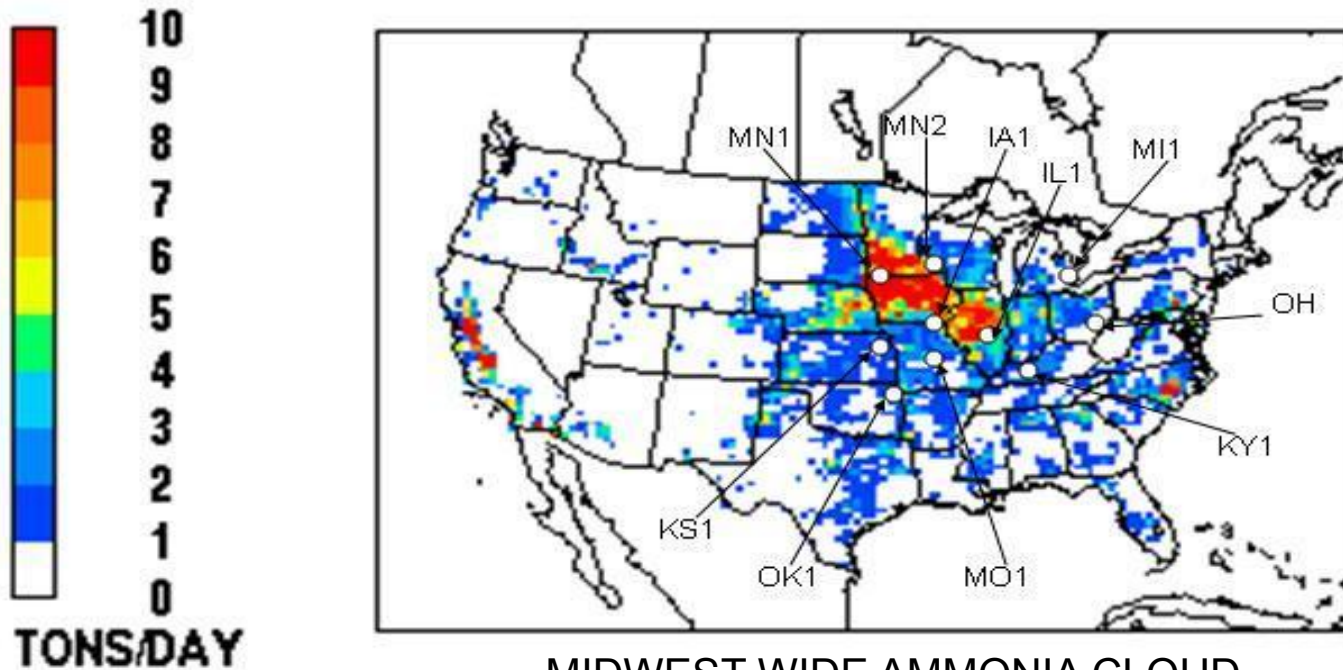 10
9
8
7
6
5
4
3
2
1
0
TONS/DAY
MN1
MN2
IA1
IL1
MI1
OH
KY1
KS1
OK1
MO1
MIDWEST WIDE AMMONIA CLOUD